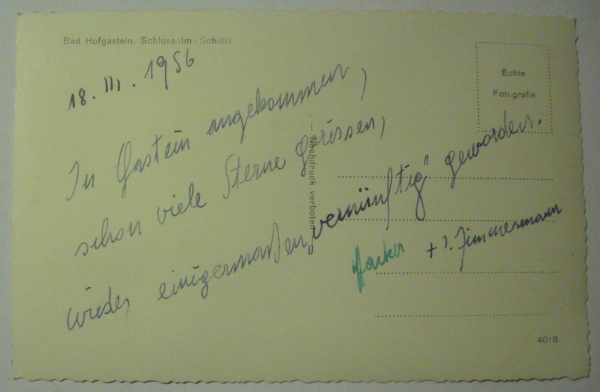 Bad Hofgastein, Schlossalm-Schilift
18. III. 1956
Echte
Fotografie
In Gastein angekommen,
schon viele Sterne gerissen,
wieder einigermaßen „vernünftig" geworden.
Nachdruck verboten
+ J. Zimmermann
4018